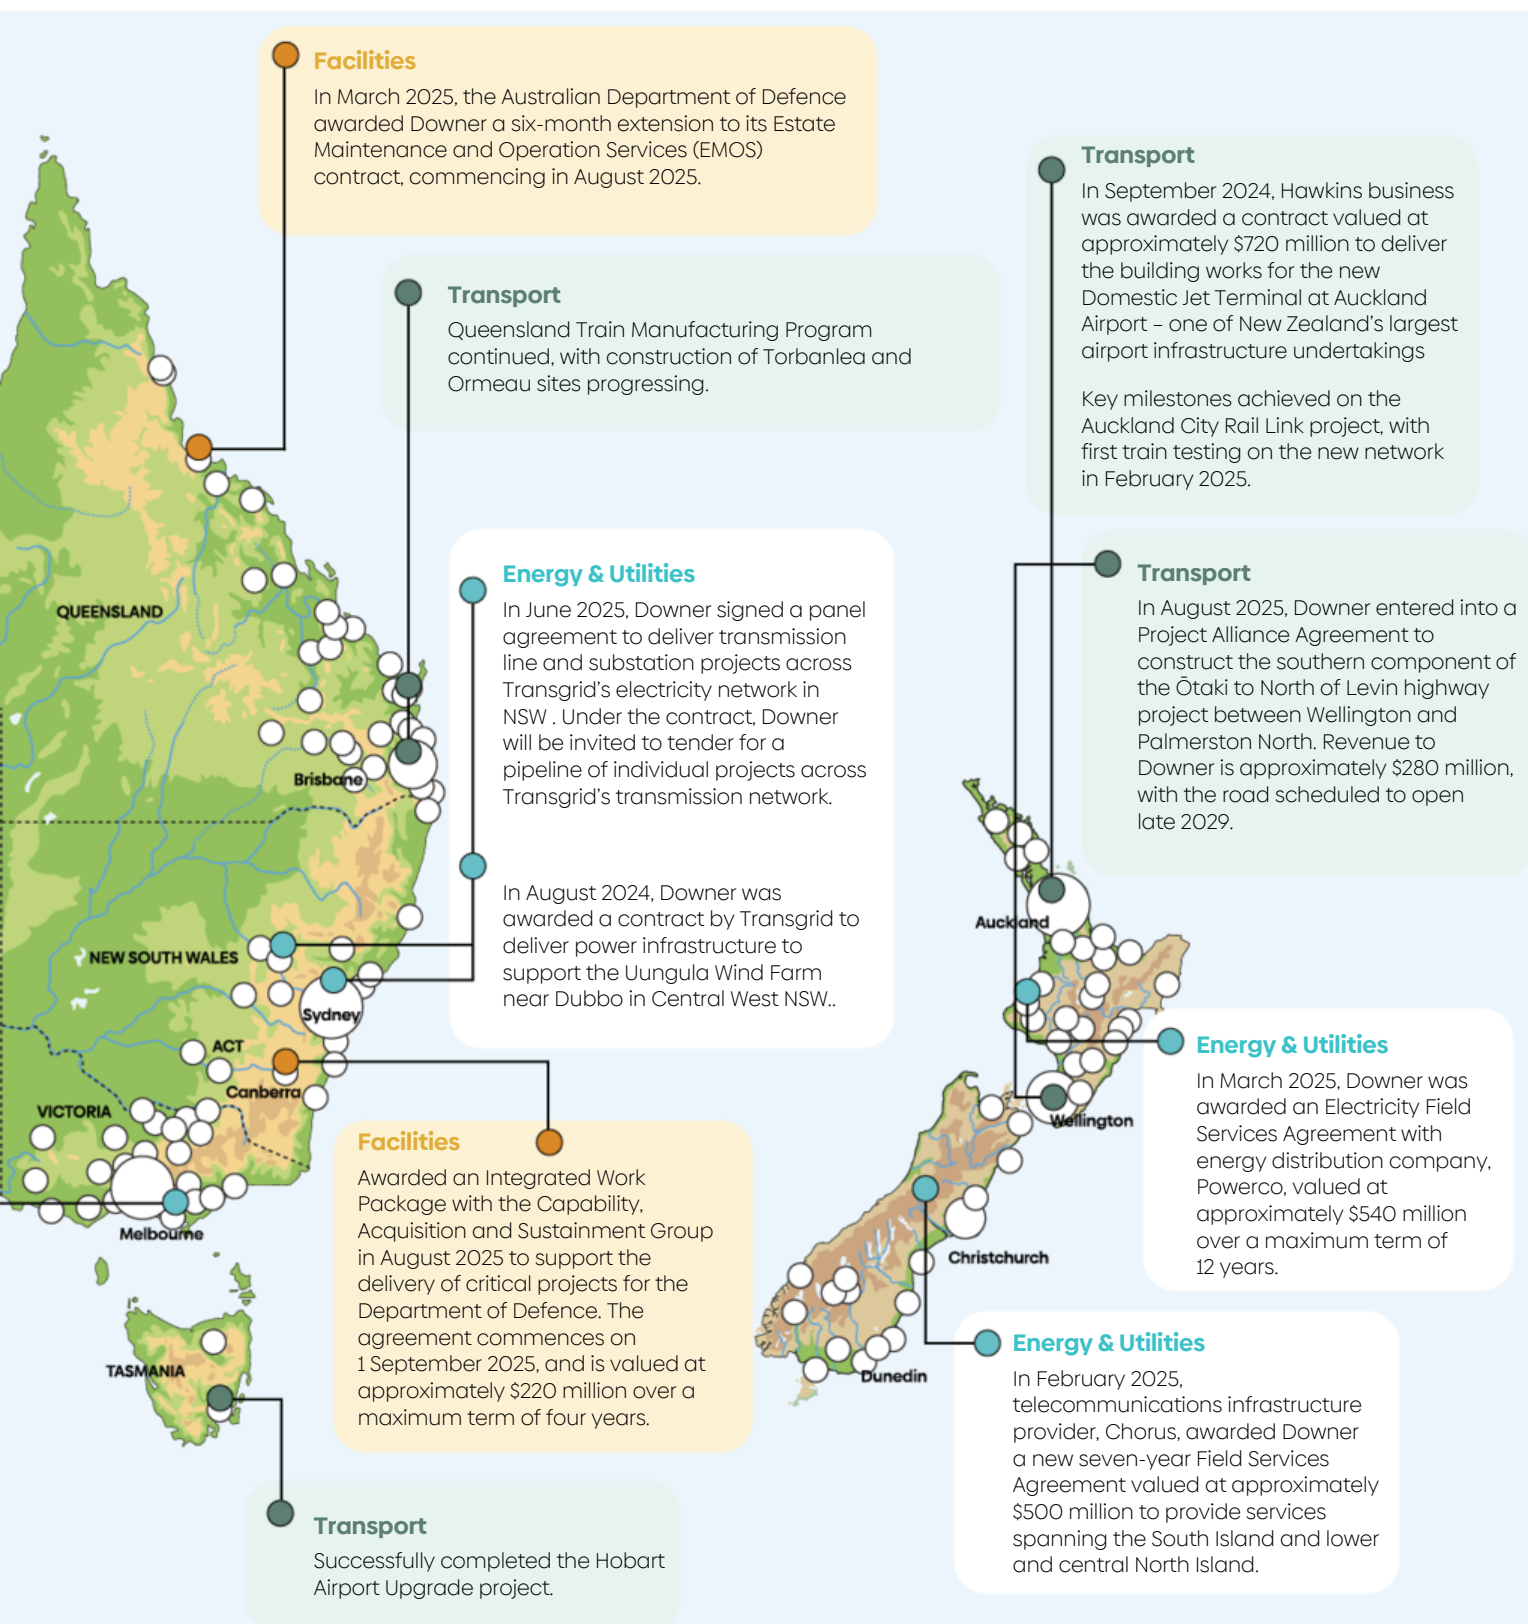 Facilities
In March 2025, the Australian Department of Defence
awarded Downer a six-month extension to its Estate
Maintenance and Operation Services (EMOS)
contract, commencing in August 2025.
Transport
Queensland Train Manufacturing Program
continued, with construction of Torbanlea and
Ormeau sites progressing.
Transport
In September 2024, Hawkins business
was awarded a contract valued at
approximately $720 million to deliver
the building works for the new
Domestic Jet Terminal at Auckland
Airport – one of New Zealand's largest
airport infrastructure undertakings
Key milestones achieved on the
Auckland City Rail Link project, with
first train testing on the new network
in February 2025.
Energy & Utilities
In June 2025, Downer signed a panel
agreement to deliver transmission
line and substation projects across
Transgrid's electricity network in
NSW . Under the contract, Downer
will be invited to tender for a
pipeline of individual projects across
Transgrid's transmission network.
In August 2024, Downer was
awarded a contract by Transgrid to
deliver power infrastructure to
support the Uungula Wind Farm
near Dubbo in Central West NSW..
Transport
In August 2025, Downer entered into a
Project Alliance Agreement to
construct the southern component of
the Ōtaki to North of Levin highway
project between Wellington and
Palmerston North. Revenue to
Downer is approximately $280 million,
with the road scheduled to open
late 2029.
QUEENSLAND
Brisbane
NEW SOUTH WALES
Sydney
ACT
Canberra
VICTORIA
Melbourne
TASMANIA
Auckland
Wellington
Christchurch
Dunedin
Energy & Utilities
In March 2025, Downer was
awarded an Electricity Field
Services Agreement with
energy distribution company,
Powerco, valued at
approximately $540 million
over a maximum term of
12 years.
Facilities
Awarded an Integrated Work
Package with the Capability,
Acquisition and Sustainment Group
in August 2025 to support the
delivery of critical projects for the
Department of Defence. The
agreement commences on
1 September 2025, and is valued at
approximately $220 million over a
maximum term of four years.
Energy & Utilities
In February 2025,
telecommunications infrastructure
provider, Chorus, awarded Downer
a new seven-year Field Services
Agreement valued at approximately
$500 million to provide services
spanning the South Island and lower
and central North Island.
Transport
Successfully completed the Hobart
Airport Upgrade project.